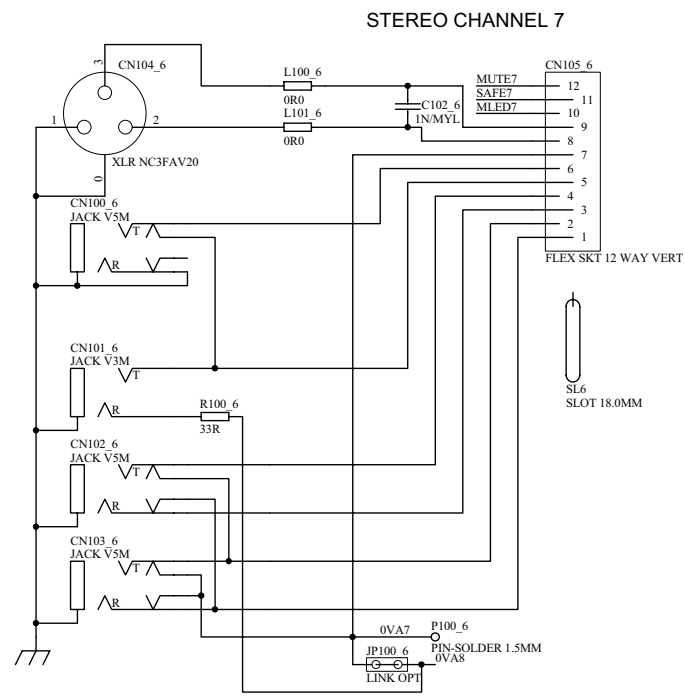 STEREO CHANNEL 7
CN104_6
3
1
2
0
XLR NC3FAV20
L100_6
0R0
L101_6
0R0
C102_6
1N/MYL
CN105_6
MUTE7
SAFE7
MLED7
12
11
10
9
8
7
6
5
4
3
2
1
FLEX SKT 12 WAY VERT
CN100_6
JACK V5M
T
R
SL6
SLOT 18.0MM
CN101_6
JACK V3M
T
R
R100_6
33R
CN102_6
JACK V5M
T
R
CN103_6
JACK V5M
T
R
0VA7
P100_6
PIN-SOLDER 1.5MM
JP100_6
0VA8
LINK OPT